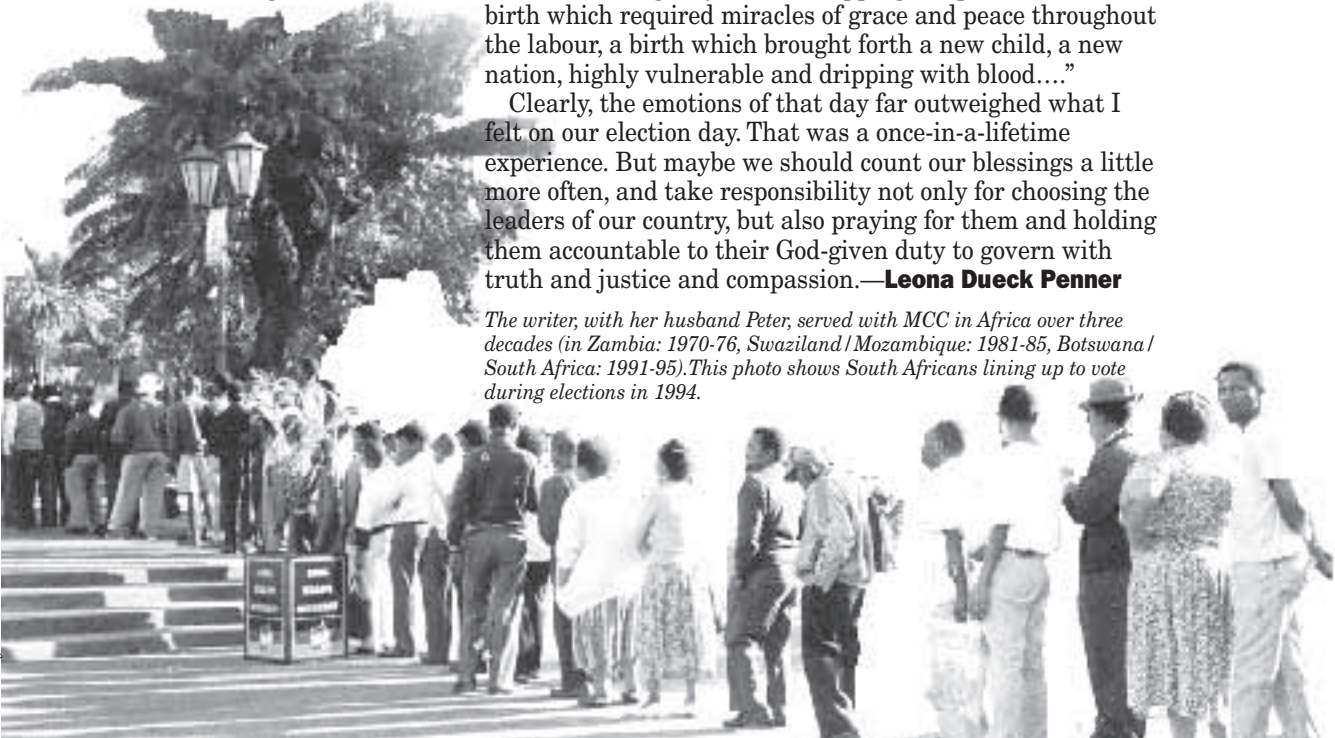 birth which required miracles of grace and peace throughout
the labour, a birth which brought forth a new child, a new
nation, highly vulnerable and dripping with blood….”
Clearly, the emotions of that day far outweighed what I
felt on our election day. That was a once-in-a-lifetime
experience. But maybe we should count our blessings a little
more often, and take responsibility not only for choosing the
leaders of our country, but also praying for them and holding
them accountable to their God-given duty to govern with
truth and justice and compassion.—Leona Dueck Penner
The writer, with her husband Peter, served with MCC in Africa over three
decades (in Zambia: 1970-76, Swaziland/Mozambique: 1981-85, Botswana/
South Africa: 1991-95).This photo shows South Africans lining up to vote
during elections in 1994.